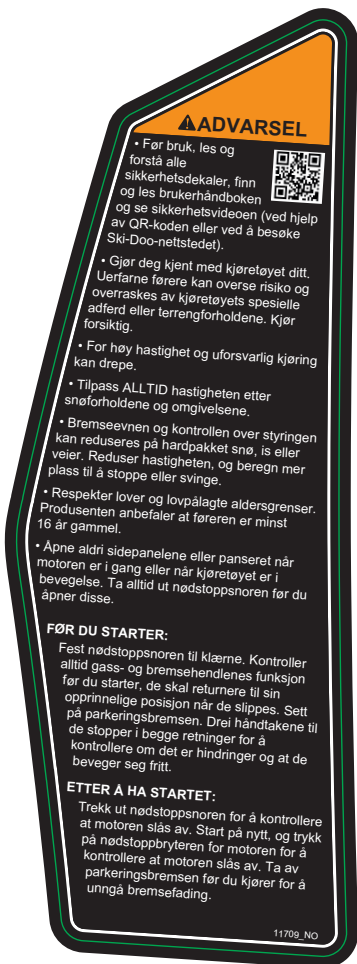 ADVARSEL
• Før bruk, les og
forstå alle
sikkerhetsdekaler, finn
og les brukerhåndboken
og se sikkerhetsvideoen (ved hjelp
av QR-koden eller ved å besøke
Ski-Doo-nettstedet).
• Gjør deg kjent med kjøretøyet ditt.
Uerfarne førere kan overse risiko og
overraskes av kjøretøyets spesielle
adferd eller terrengforholdene. Kjør
forsiktig.
• For høy hastighet og uforsvarlig kjøring
kan drepe.
• Tilpass ALLTID hastigheten etter
snøforholdene og omgivelsene.
• Bremseevnen og kontrollen over styringen
kan reduseres på hardpakket snø, is eller
veier. Reduser hastigheten, og beregn mer
plass til å stoppe eller svinge.
• Respekter lover og lovpålagte aldersgrenser.
Produsenten anbefaler at føreren er minst
16 år gammel.
• Åpne aldri sidepanelene eller panseret når
motoren er i gang eller når kjøretøyet er i
bevegelse. Ta alltid ut nødstoppsnoren før du
åpner disse.
FØR DU STARTER:
Fest nødstoppsnoren til klærne. Kontroller
alltid gass- og bremsehendlenes funksjon
før du starter, de skal returnere til sin
opprinnelige posisjon når de slippes. Sett
på parkeringsbremsen. Drei håndtakene til
de stopper i begge retninger for å
kontrollere om det er hindringer og at de
beveger seg fritt.
ETTER Å HA STARTET:
Trekk ut nødstoppsnoren for å kontrollere
at motoren slås av. Start på nytt, og trykk
på nødstoppbryteren for motoren for å
kontrollere at motoren slås av. Ta av
parkeringsbremsen før du kjører for å
unngå bremsefading.
11709_NO